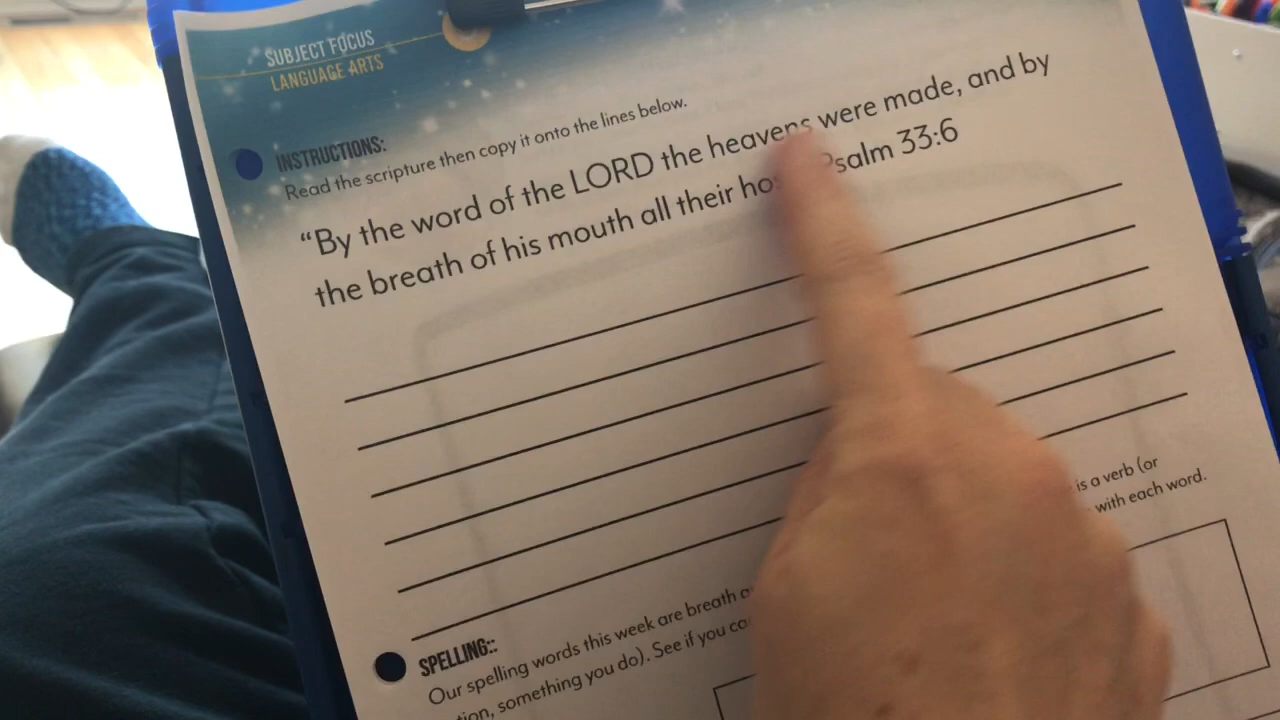 SUBJECT FOCUS
LANGUAGE ARTS
INSTRUCTIONS:
Read the scripture then copy it onto the lines below.
“By the word of the LORD the heavens were made, and by
the breath of his mouth all their Psalm 33:6
SPELLING::
Our spelling words this week are breath is a verb (or
something you do). See if you with each word.